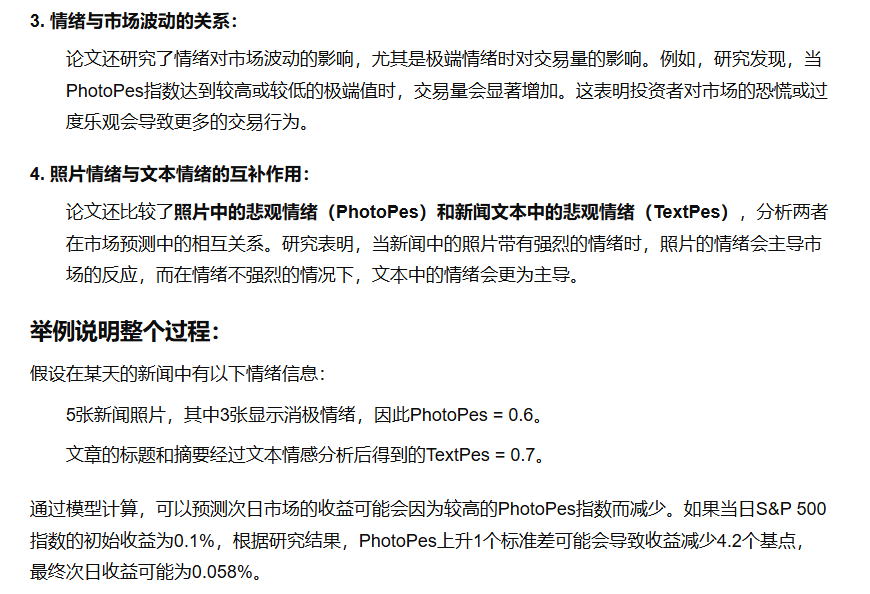 3. 情绪与市场波动的关系：
论文还研究了情绪对市场波动的影响，尤其是极端情绪时对交易量的影响。例如，研究发现，当
PhotoPes指数达到较高或较低的极端值时，交易量会显著增加。这表明投资者对市场的恐慌或过
度乐观会导致更多的交易行为。
4. 照片情绪与文本情绪的互补作用：
论文还比较了照片中的悲观情绪（PhotoPes）和新闻文本中的悲观情绪（TextPes），分析两者
在市场预测中的相互关系。研究表明，当新闻中的照片带有强烈的情绪时，照片的情绪会主导市
场的反应，而在情绪不强烈的情况下，文本中的情绪会更为主导。
举例说明整个过程：
假设在某天的新闻中有以下情绪信息：
5张新闻照片，其中3张显示消极情绪，因此PhotoPes = 0.6。
文章的标题和摘要经过文本情感分析后得到的TextPes = 0.7。
通过模型计算，可以预测次日市场的收益可能会因为较高的PhotoPes指数而减少。如果当日S&P 500
指数的初始收益为0.1%，根据研究结果，PhotoPes上升1个标准差可能会导致收益减少4.2个基点，
最终次日收益可能为0.058%。